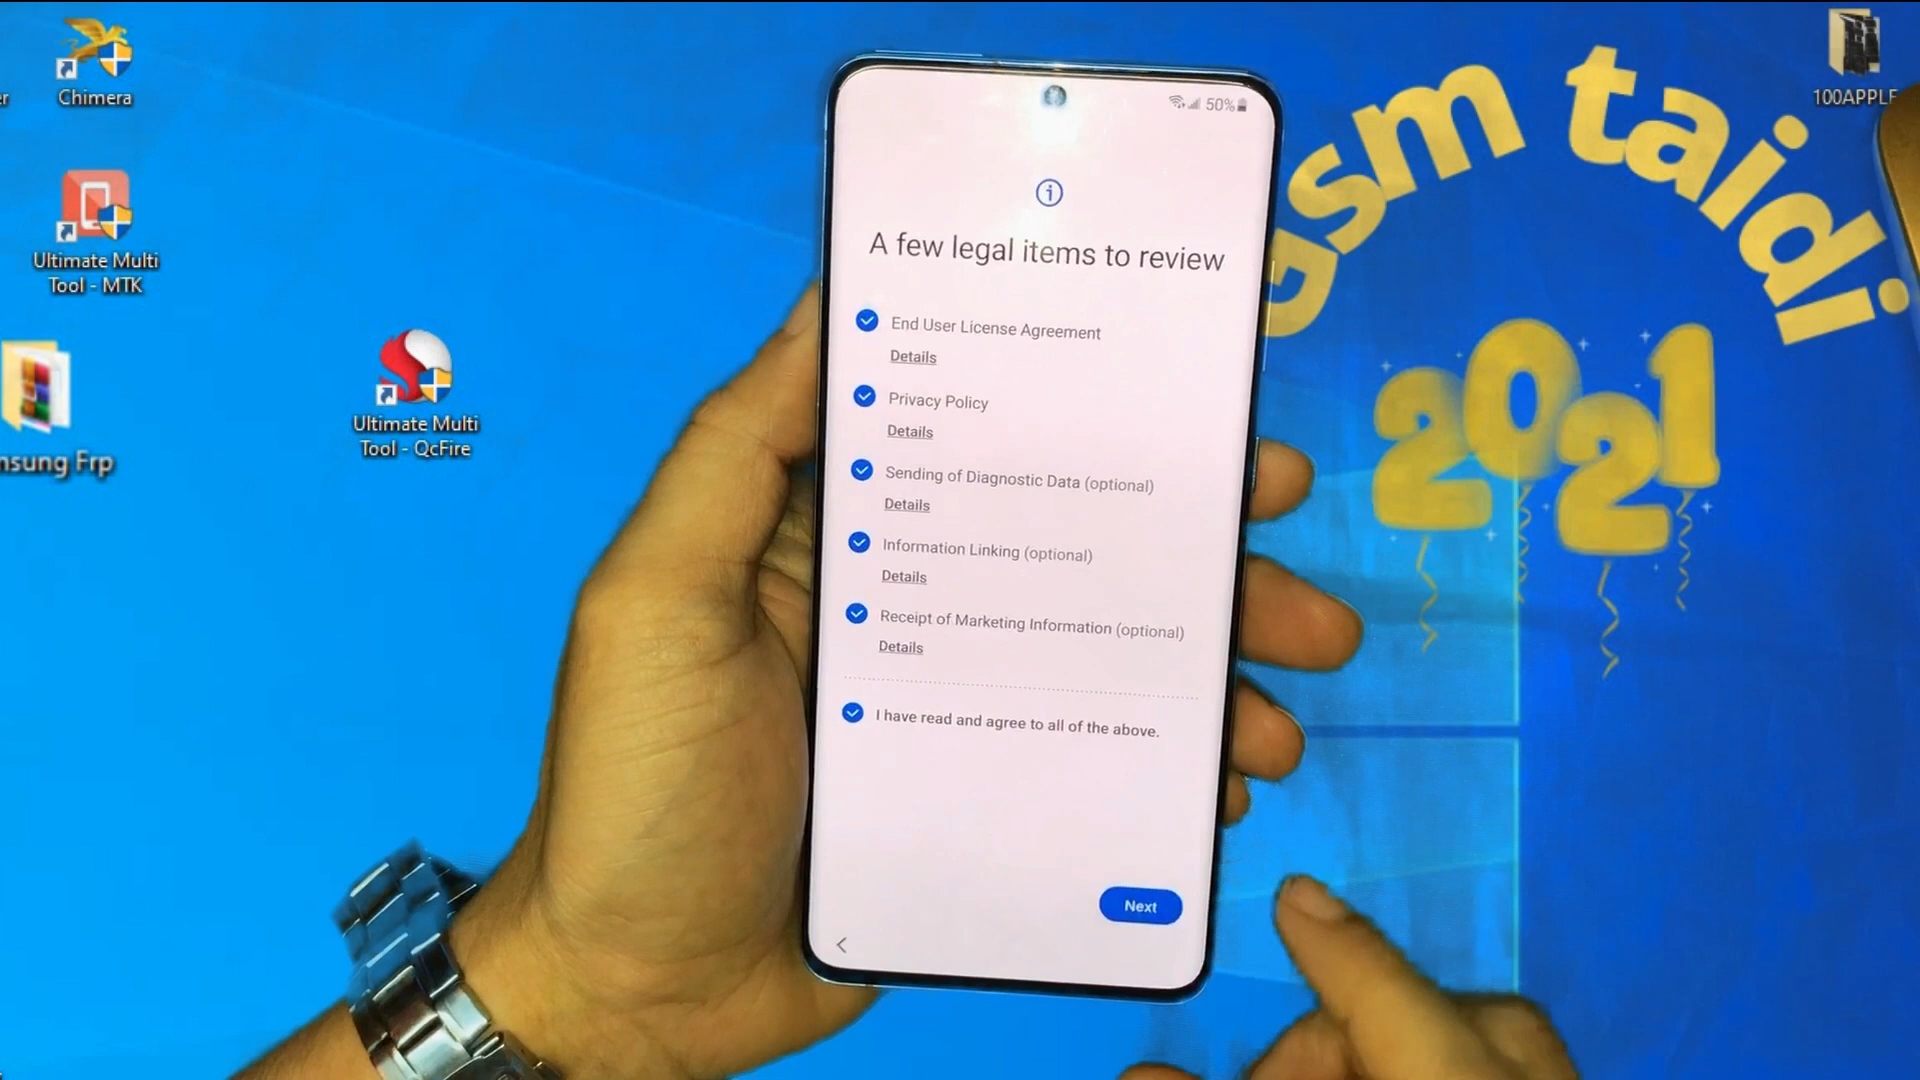 Chimera
Ultimate Multi
Tool - MTK
nsung Frp
Ultimate Multi
Tool - QcFire
100APPLE
Gsm taidi
2021
50%
A few legal items to review
End User License Agreement
Details
Privacy Policy
Details
Sending of Diagnostic Data (optional)
Details
Information Linking (optional)
Details
Receipt of Marketing Information (optional)
Details
I have read and agree to all of the above.
Next